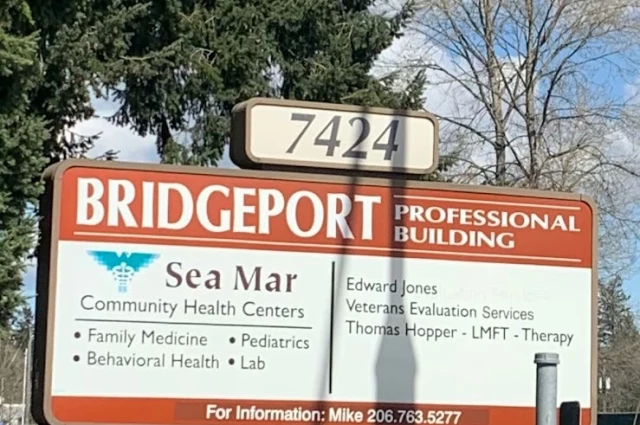 7424
BRIDGEPORT PROFESSIONAL
BUILDING
Sea Mar
Community Health Centers
• Family Medicine • Pediatrics
• Behavioral Health • Lab
Edward Jones
Veterans Evaluation Services
Thomas Hopper - LMFT - Therapy
For Information: Mike 206.763.5277